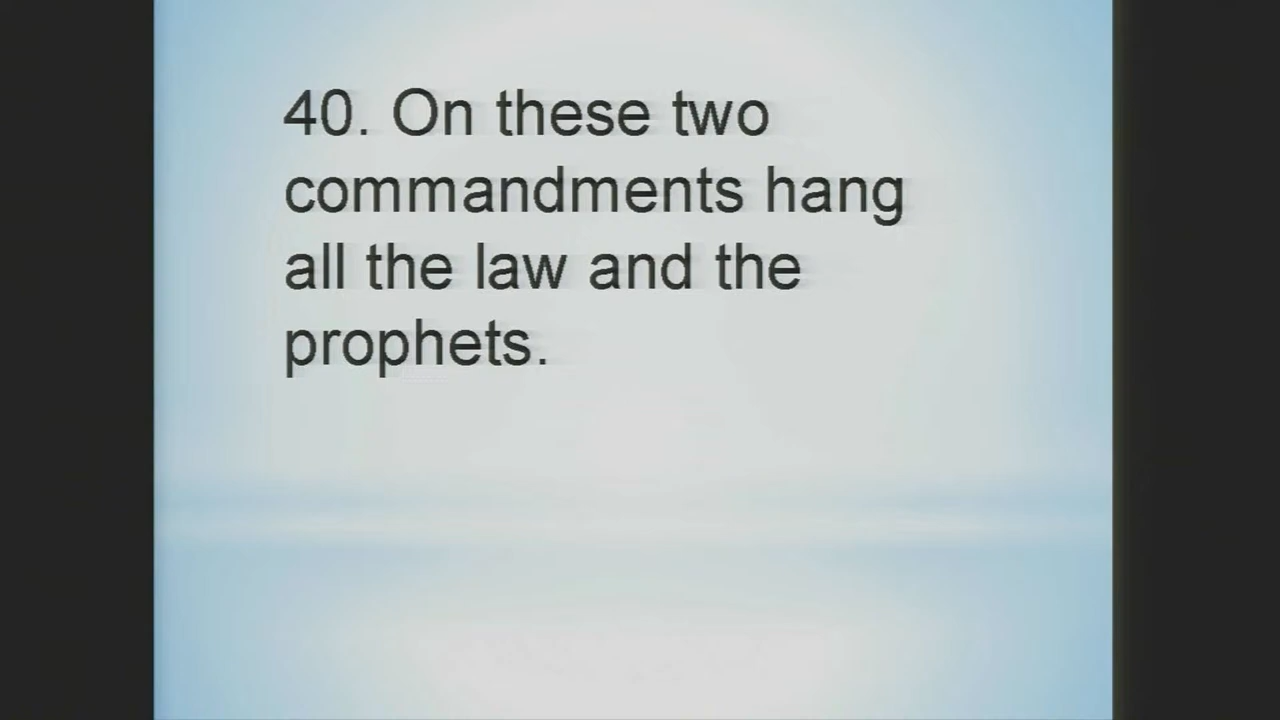 40. On these two
commandments hang
all the law and the
prophets.